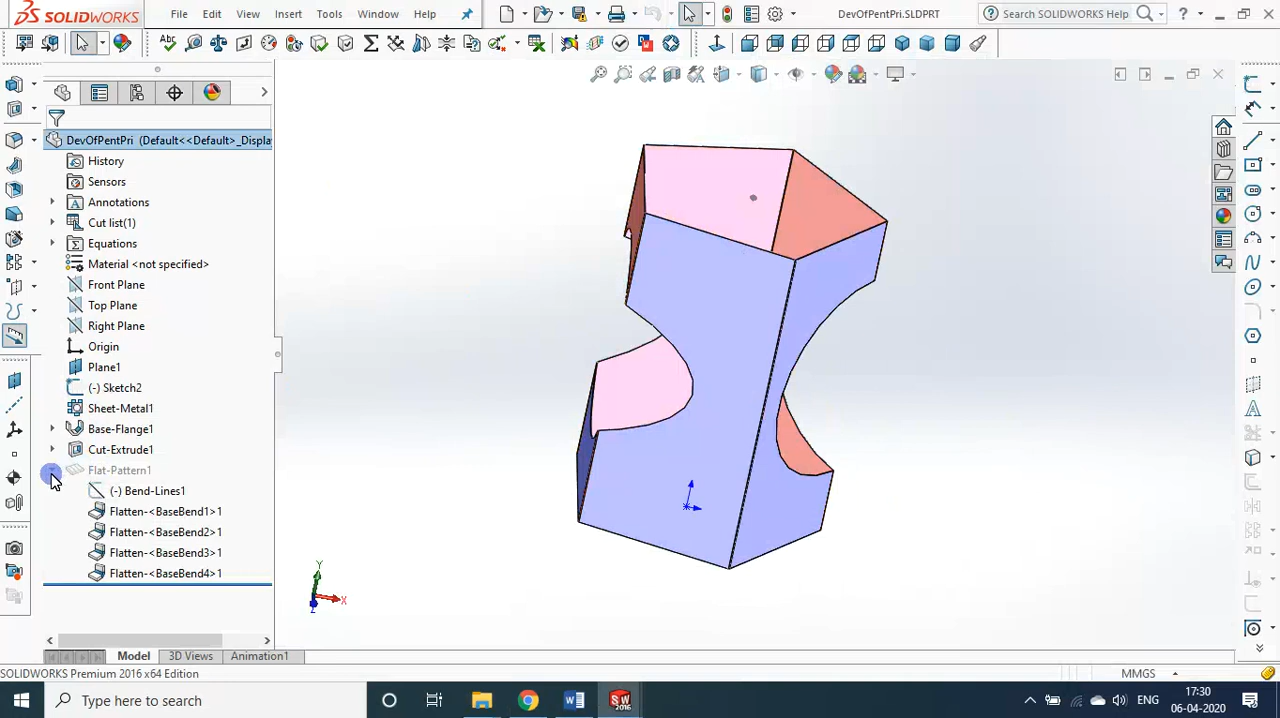 SOLIDWORKS File Edit View Insert Tools SOLIDWORKS Simulation Window Help DevOfPentPri.SLDPRT Search SOLIDWORKS Help ?
DevOfPentPri (Default<<Default>_Displa
History
Sensors
Annotations
Cut list(1)
Equations
Material <not specified>
Front Plane
Top Plane
Right Plane
Origin
Plane1
(-) Sketch2
Sheet-Metal1
Base-Flange1
Cut-Extrude1
Flat-Pattern1
(-) Bend-Lines1
Flatten-<BaseBend1>1
Flatten-<BaseBend2>1
Flatten-<BaseBend3>1
Flatten-<BaseBend4>1
Y
X
Z
Model 3D Views Animation1
SOLIDWORKS Premium 2016 x64 Edition MMGS
Type here to search ENG 17:30
06-04-2020